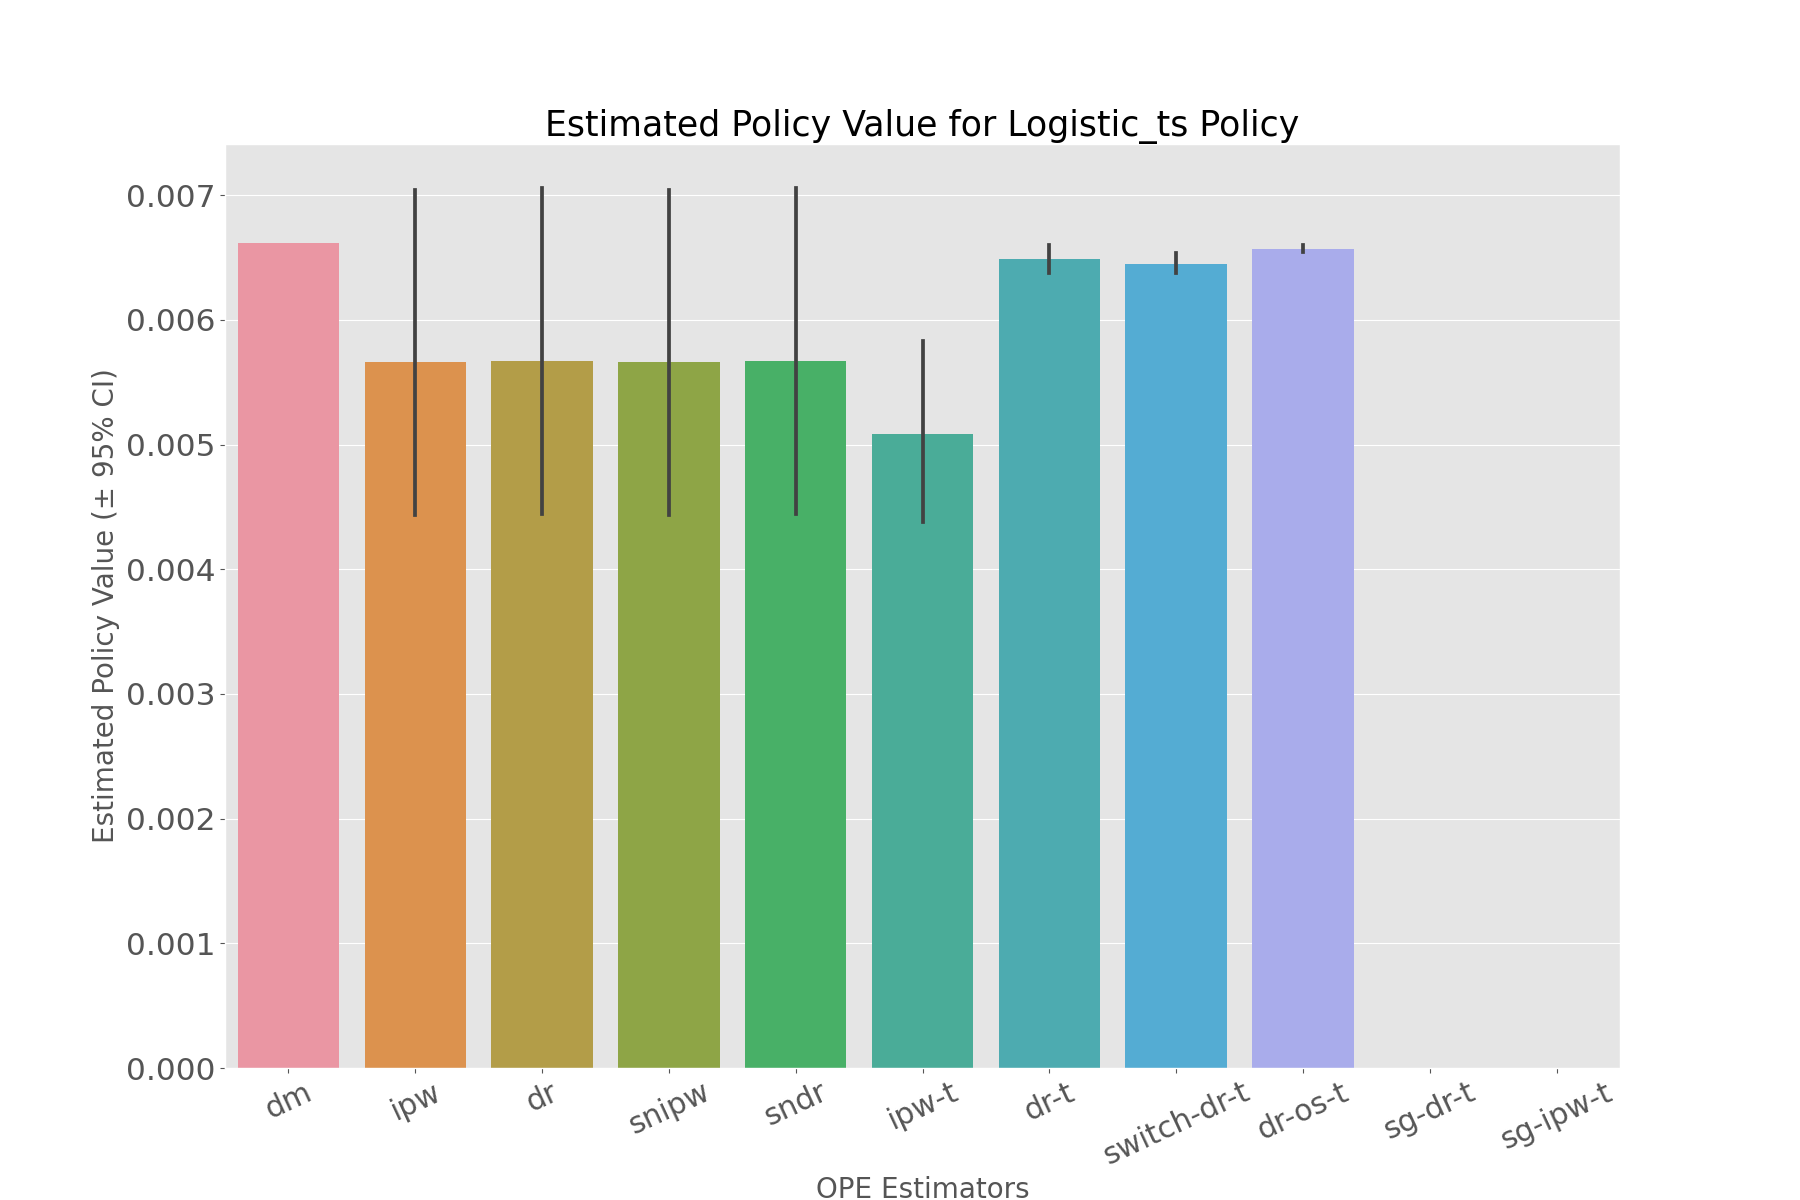 Estimated Policy Value for Logistic_ts Policy
Estimated Policy Value (± 95% CI)
0.007
0.006
0.005
0.004
0.003
0.002
0.001
0.000
dm
ipw
dr
snipw
sndr
ipw-t
dr-t
switch-dr-t
dr-os-t
sg-dr-t
sg-ipw-t
OPE Estimators